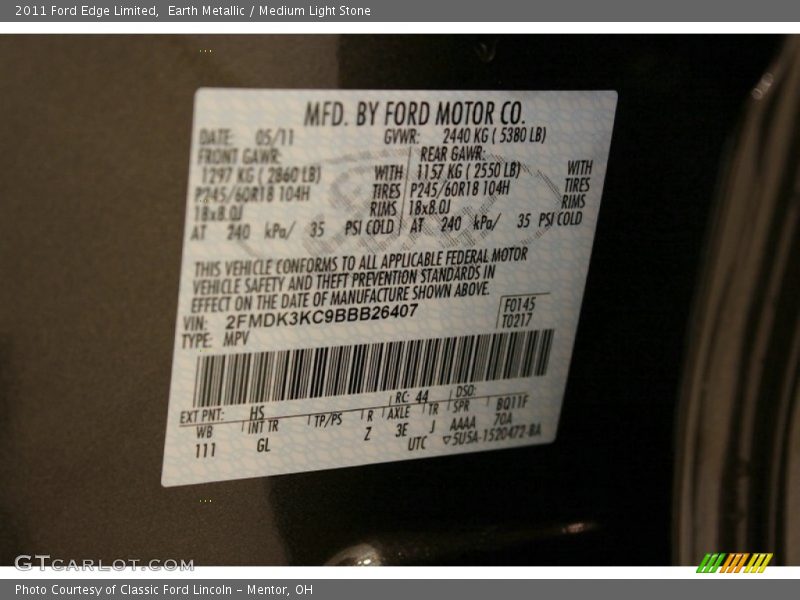 2011 Ford Edge Limited, Earth Metallic / Medium Light Stone
MFD. BY FORD MOTOR CO.
DATE: 05/11 GVWR: 2440 KG ( 5380 LB)
FRONT GAWR: REAR GAWR:
1297 KG ( 2860 LB) WITH 1157 KG ( 2550 LB) WITH
P245/60R18 104H TIRES P245/60R18 104H TIRES
18x8.0J RIMS 18x8.0J RIMS
AT 240 kPa/ 35 PSI COLD AT 240 kPa/ 35 PSI COLD
THIS VEHICLE CONFORMS TO ALL APPLICABLE FEDERAL MOTOR
VEHICLE SAFETY AND THEFT PREVENTION STANDARDS IN
EFFECT ON THE DATE OF MANUFACTURE SHOWN ABOVE.
VIN: 2FMDK3KC9BBB26407 F0145
TYPE: MPV T0217
EXT PNT: HS RC: 44 DSO:
WB INT TR TP/PS R AXLE TR SPR BQ11F
111 GL Z 3E J AAAA 70A
UTC ▽5U5A-1520472-BA
GTCARLOT.COM
Photo Courtesy of Classic Ford Lincoln - Mentor, OH